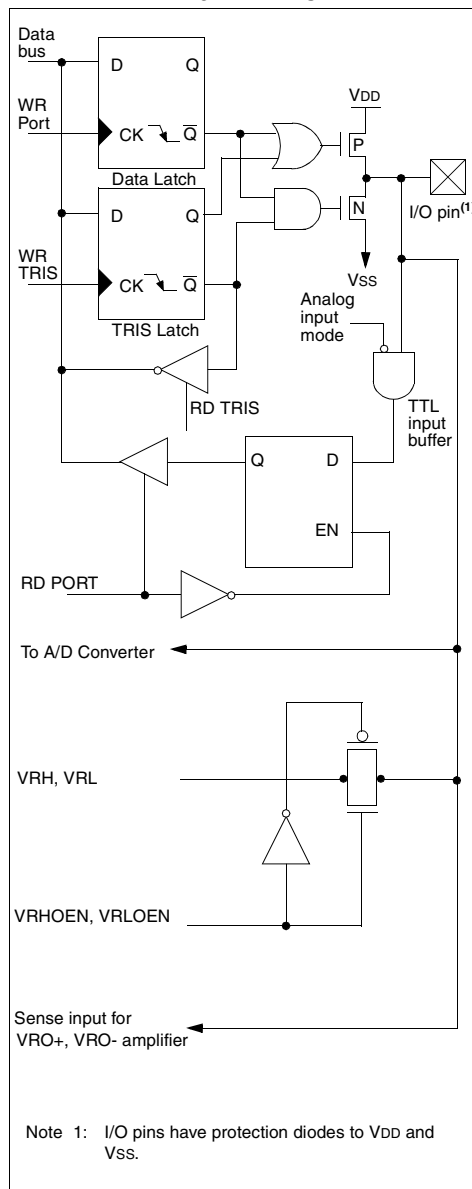 Data
bus
D Q
WR
Port
CK Q
VDD
P
Data Latch
N
I/O pin(1)
D Q
WR
TRIS
CK Q
VSS
TRIS Latch
Analog
input
mode
RD TRIS
TTL
input
buffer
Q D
EN
RD PORT
To A/D Converter
VRH, VRL
VRHOEN, VRLOEN
Sense input for
VRO+, VRO- amplifier
Note 1: I/O pins have protection diodes to VDD and
VSS.